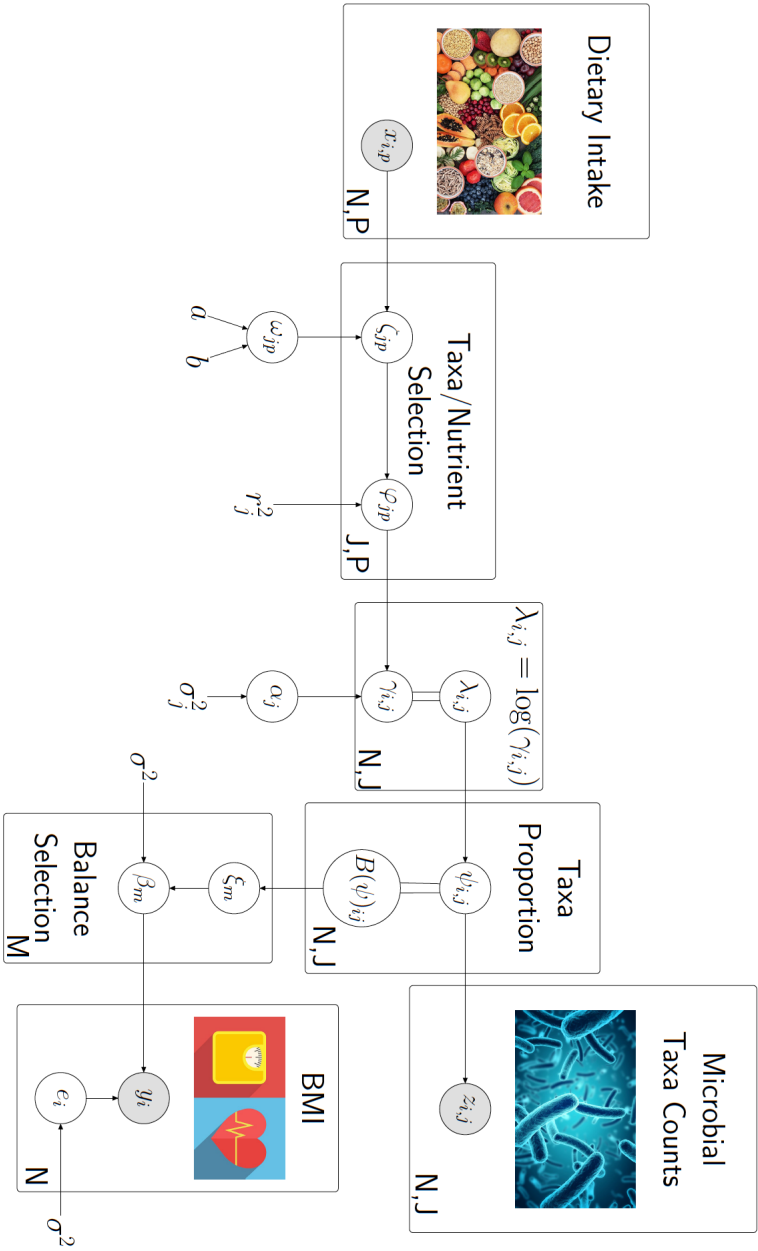 Dietary Intake
x_{i,p}
N,P
Taxa/Nutrient
Selection
ζ_{jp}
φ_{jp}
J,P
ω_{jp}
a
b
r_j^2
λ_{i,j} = log(γ_{i,j})
λ_{i,j}
γ_{i,j}
N,J
α_j
σ_j^2
Taxa
Proportion
ψ_{i,j}
B(ψ)_{ij}
N,J
Microbial
Taxa Counts
z_{i,j}
N,J
ξ_m
β_m
σ^2
Balance
Selection
M
BMI
y_i
e_i
N
σ^2